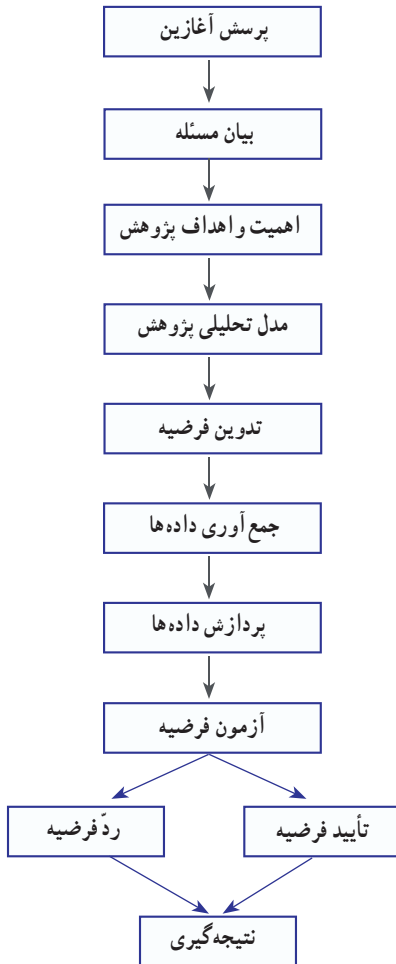 پرسش آغازین
بیان مسئله
اهمیت و اهداف پژوهش
مدل تحلیلی پژوهش
تدوین فرضیه
جمع‌آوری داده‌ها
پردازش داده‌ها
آزمون فرضیه
تأیید فرضیه
ردّ فرضیه
نتیجه‌گیری